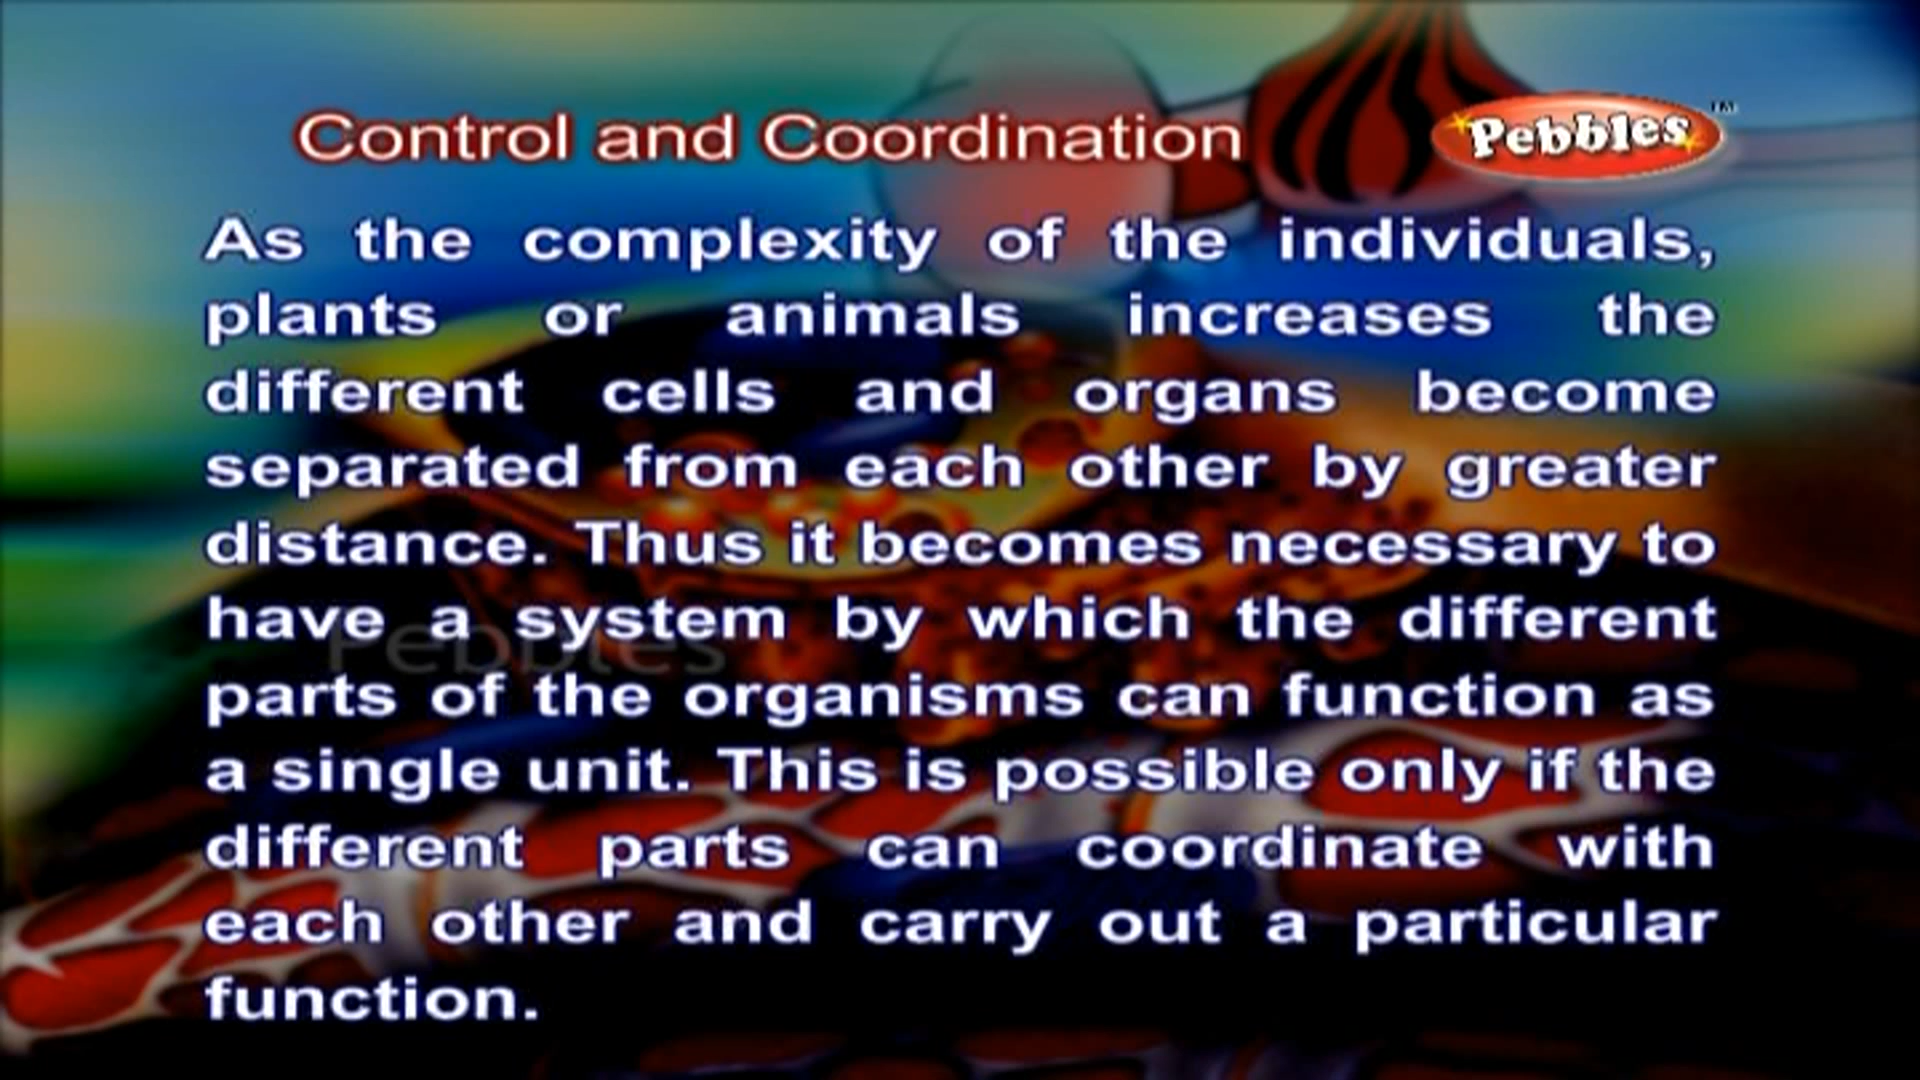 Control and Coordination
Pebbles™
As the complexity of the individuals,
plants or animals increases the
different cells and organs become
separated from each other by greater
distance. Thus it becomes necessary to
have a system by which the different
Pebbles
parts of the organisms can function as
a single unit. This is possible only if the
different parts can coordinate with
each other and carry out a particular
function.